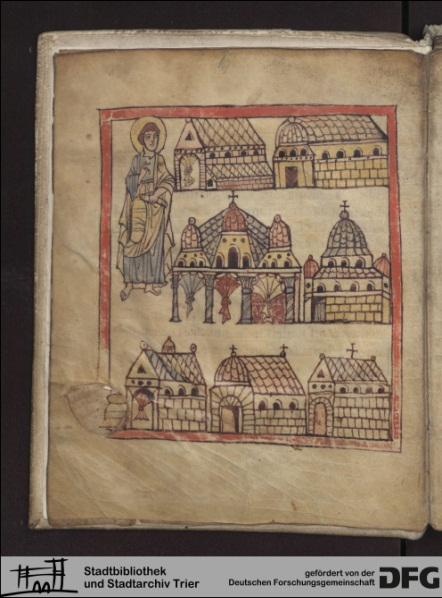 Stadtbibliothek
und Stadtarchiv Trier
gefördert von der
Deutschen Forschungsgemeinschaft
DFG